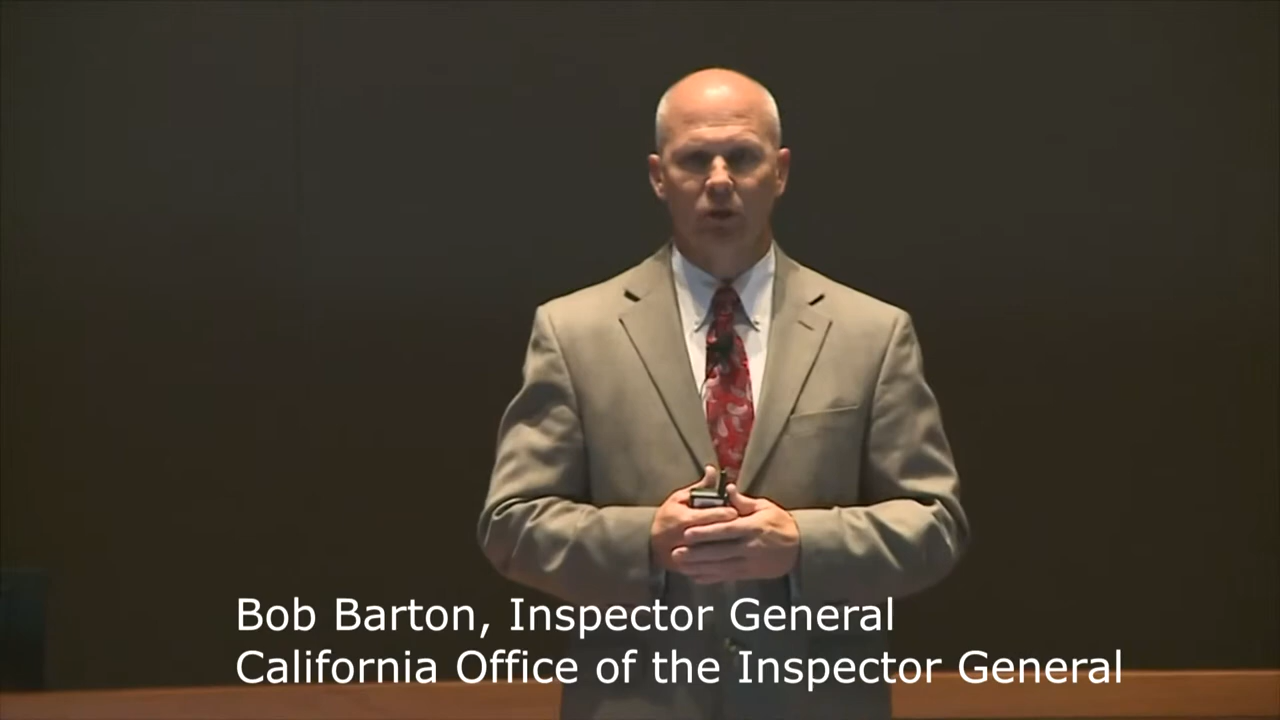 Bob Barton, Inspector General
California Office of the Inspector General